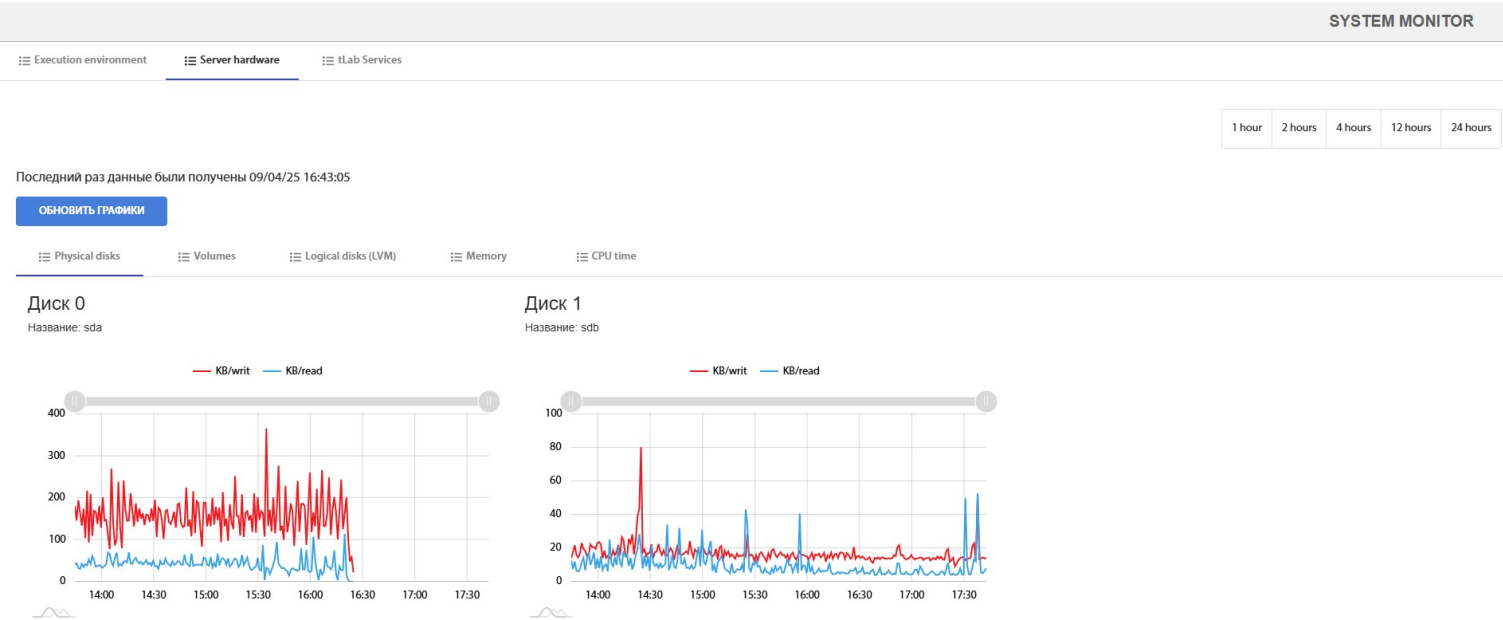 SYSTEM MONITOR
Execution environment Server hardware tLab Services
1 hour 2 hours 4 hours 12 hours 24 hours
Последний раз данные были получены 09/04/25 16:43:05
ОБНОВИТЬ ГРАФИКИ
Physical disks Volumes Logical disks (LVM) Memory CPU time
Диск 0
Название: sda
KB/writ KB/read
400
300
200
100
0
14:00 14:30 15:00 15:30 16:00 16:30 17:00 17:30
Диск 1
Название: sdb
KB/writ KB/read
100
80
60
40
20
0
14:00 14:30 15:00 15:30 16:00 16:30 17:00 17:30